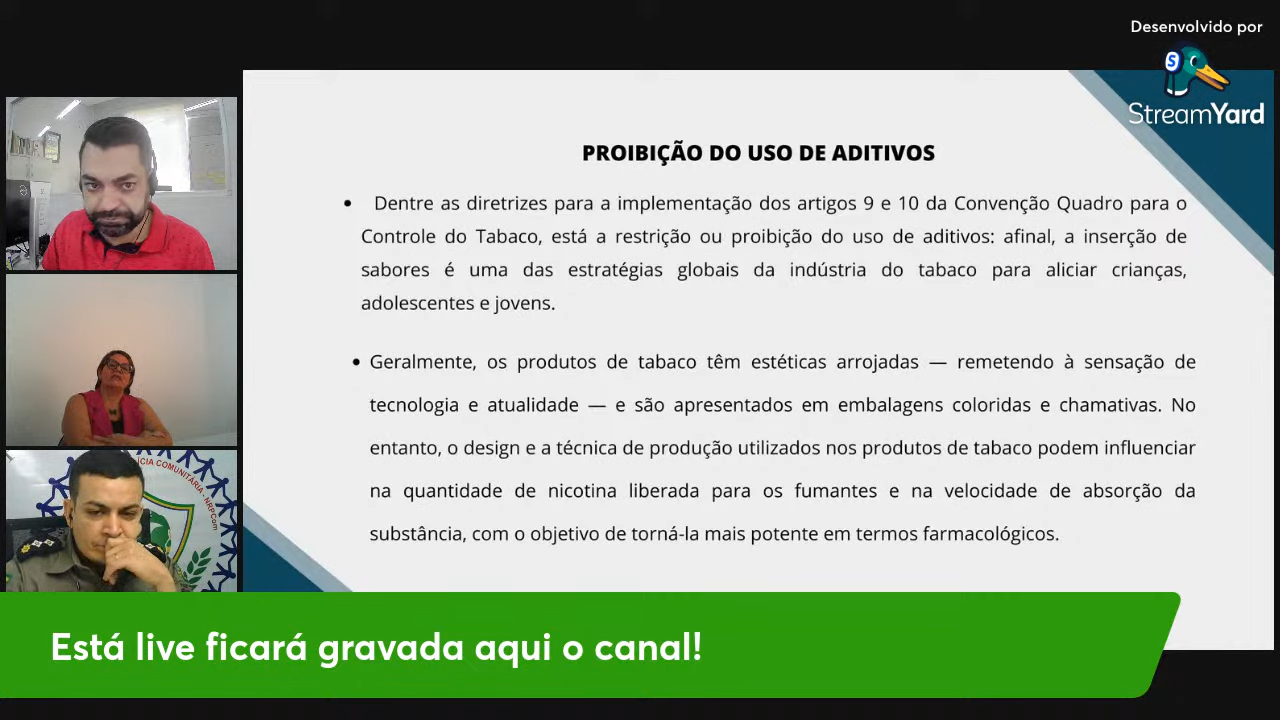 Desenvolvido por
StreamYard
PROIBIÇÃO DO USO DE ADITIVOS
• Dentre as diretrizes para a implementação dos artigos 9 e 10 da Convenção Quadro para o
Controle do Tabaco, está a restrição ou proibição do uso de aditivos: afinal, a inserção de
sabores é uma das estratégias globais da indústria do tabaco para aliciar crianças,
adolescentes e jovens.
• Geralmente, os produtos de tabaco têm estéticas arrojadas — remetendo à sensação de
tecnologia e atualidade — e são apresentados em embalagens coloridas e chamativas. No
entanto, o design e a técnica de produção utilizados nos produtos de tabaco podem influenciar
na quantidade de nicotina liberada para os fumantes e na velocidade de absorção da
substância, com o objetivo de torná-la mais potente em termos farmacológicos.
ÍCIA COMUNITÁRIA - NRPCom
Está live ficará gravada aqui o canal!